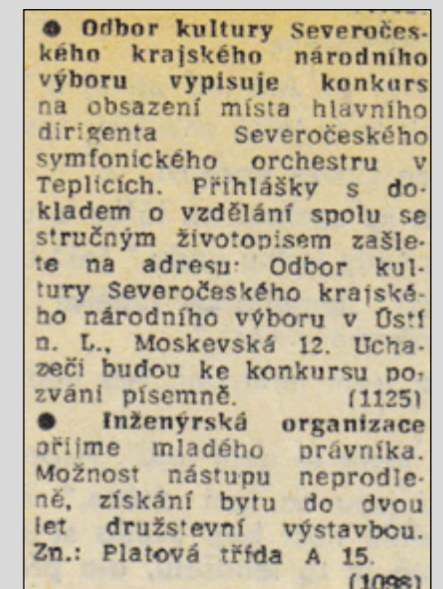 ● Odbor kultury Severočes-
kého krajského národního
výboru vypisuje konkurs
na obsazení místa hlavního
dirigenta Severočeského
symfonického orchestru v
Teplicích. Přihlášky s do-
kladem o vzdělání spolu se
stručným životopisem zašle-
te na adresu: Odbor kul-
tury Severočeského krajské-
ho národního výboru v Ústí
n. L., Moskevská 12. Ucha-
zeči budou ke konkursu po-
zváni písemně. (1125)
● Inženýrská organizace
přijme mladého právníka.
Možnost nástupu neprodle-
ně, získání bytu do dvou
let družstevní výstavbou.
Zn.: Platová třída A 15.
(1098)